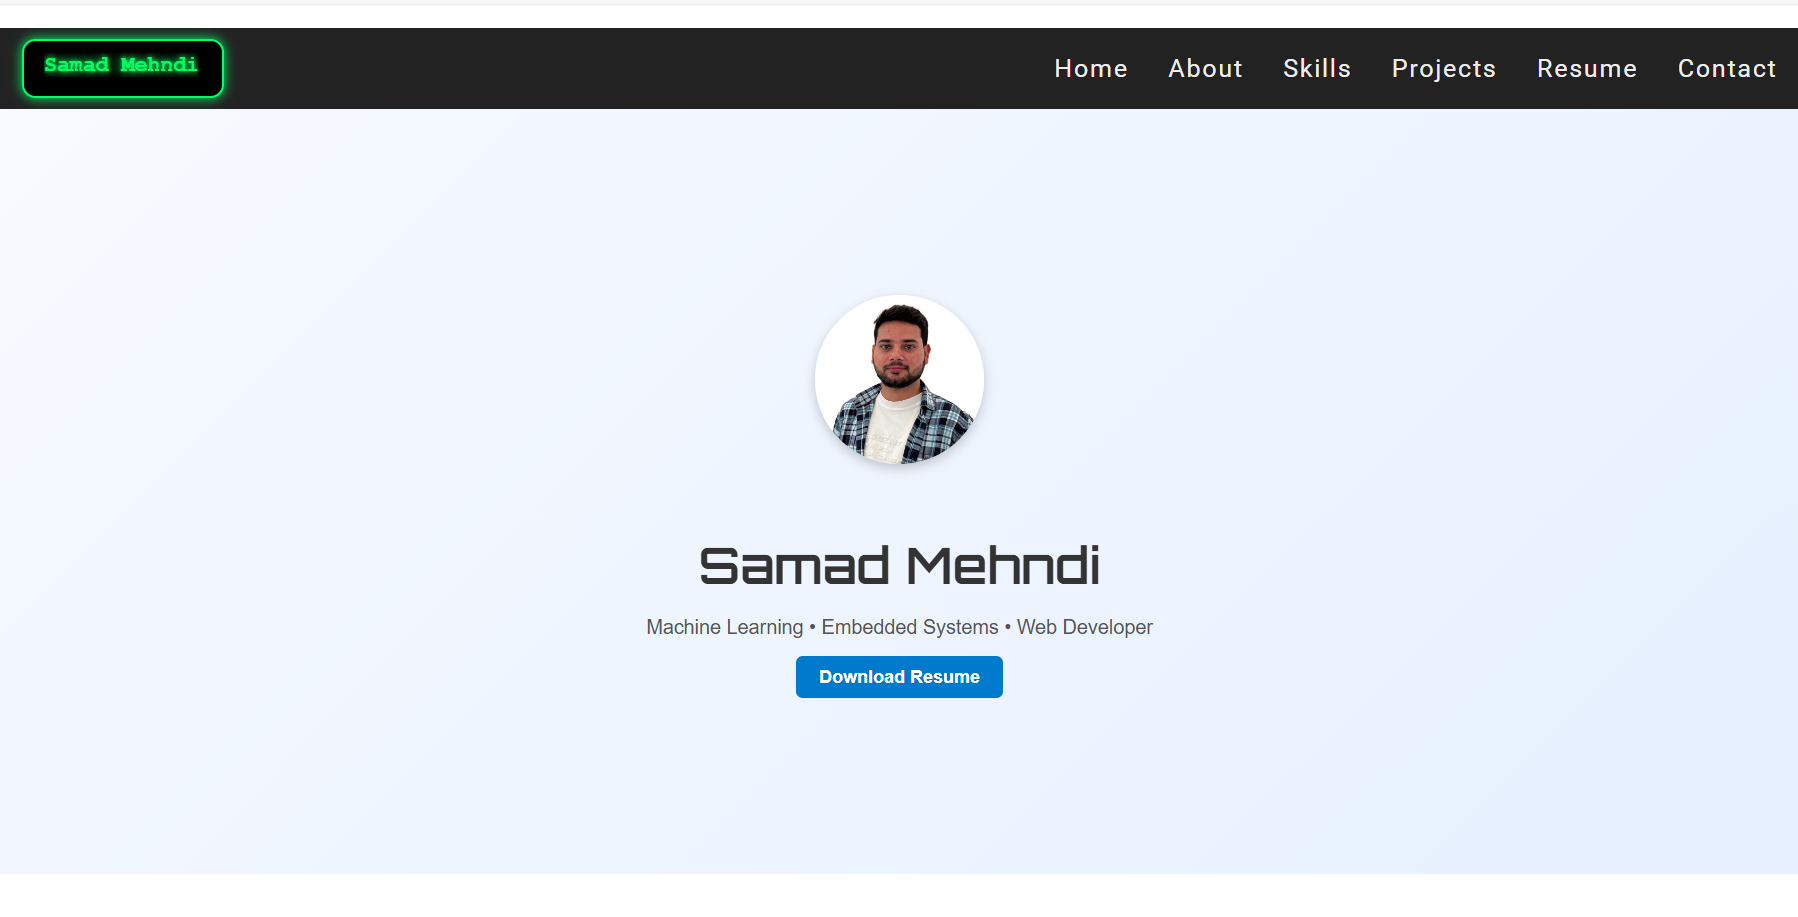 Samad Mehndi
Home About Skills Projects Resume Contact
Samad Mehndi
Machine Learning • Embedded Systems • Web Developer
Download Resume